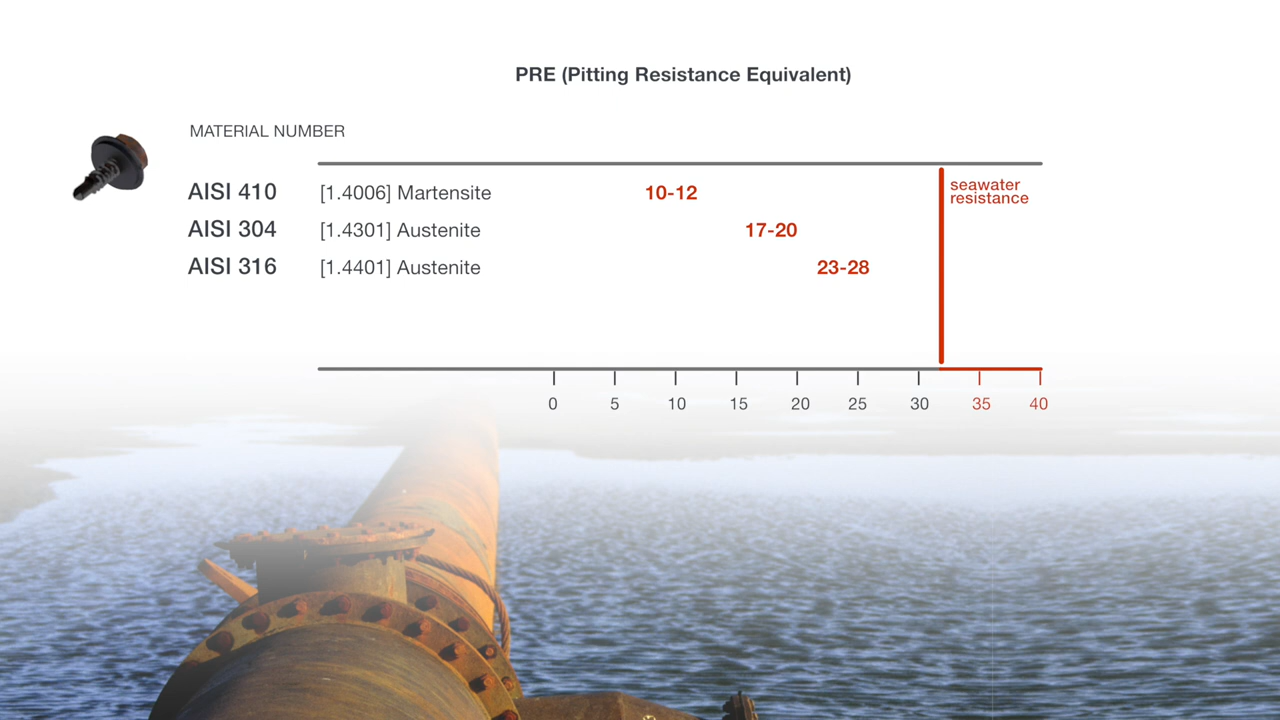 PRE (Pitting Resistance Equivalent)
MATERIAL NUMBER
AISI 410 [1.4006] Martensite 10-12
seawater
resistance
AISI 304 [1.4301] Austenite 17-20
AISI 316 [1.4401] Austenite 23-28
0 5 10 15 20 25 30 35 40